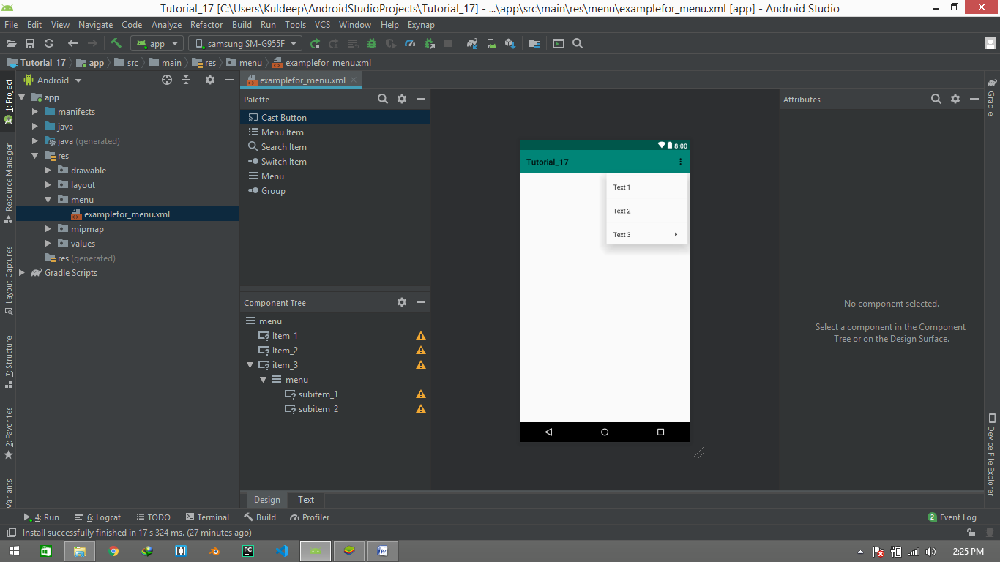 Tutorial_17 [C:\Users\Kuldeep\AndroidStudioProjects\Tutorial_17] - ...\app\src\main\res\menu\examplefor_menu.xml [app] - Android Studio
File Edit View Navigate Code Analyze Refactor Build Run Tools VCS Window Help Exynap
app samsung SM-G955F
Tutorial_17 app src main res menu examplefor_menu.xml
1: Project
Resource Manager
Layout Captures
7: Structure
2: Favorites
Variants
Android
app
manifests
java
java (generated)
res
drawable
layout
menu
examplefor_menu.xml
mipmap
values
res (generated)
Gradle Scripts
examplefor_menu.xml
Palette
Cast Button
Menu Item
Search Item
Switch Item
Menu
Group
Component Tree
menu
Item_1
Item_2
item_3
menu
subitem_1
subitem_2
8:00
Tutorial_17
Text 1
Text 2
Text 3
Attributes
No component selected.
Select a component in the Component
Tree or on the Design Surface.
Gradle
Device File Explorer
Design Text
4: Run 6: Logcat TODO Terminal Build Profiler 2 Event Log
Install successfully finished in 17 s 324 ms. (27 minutes ago)
PC W 2:25 PM